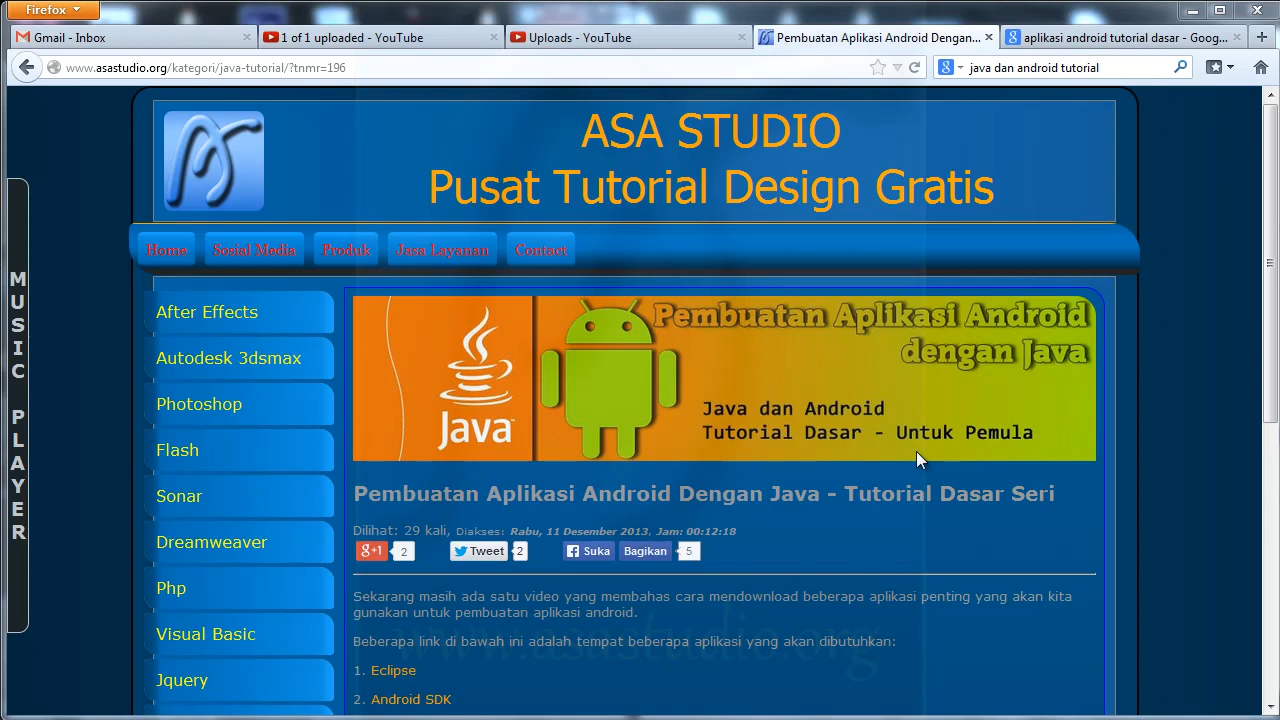 Firefox
Gmail - Inbox
1 of 1 uploaded - YouTube
Uploads - YouTube
Pembuatan Aplikasi Android Dengan...
aplikasi android tutorial dasar - Goog...
www.asastudio.org/kategori/java-tutorial/?tnmr=196
java dan android tutorial
ASA STUDIO
Pusat Tutorial Design Gratis
Home
Sosial Media
Produk
Jasa Layanan
Contact
MUSIC PLAYER
After Effects
Autodesk 3dsmax
Photoshop
Flash
Sonar
Dreamweaver
Php
Visual Basic
Jquery
Java
Pembuatan Aplikasi Android
dengan Java
Java dan Android
Tutorial Dasar - Untuk Pemula
Pembuatan Aplikasi Android Dengan Java - Tutorial Dasar Seri
Dilihat: 29 kali, Diakses: Rabu, 11 Desember 2013, Jam: 00:12:18
g+1 2 Tweet 2 Suka Bagikan 5
Sekarang masih ada satu video yang membahas cara mendownload beberapa aplikasi penting yang akan kita
gunakan untuk pembuatan aplikasi android.
Beberapa link di bawah ini adalah tempat beberapa aplikasi yang akan dibutuhkan:
www.asastudio.org
1. Eclipse
2. Android SDK